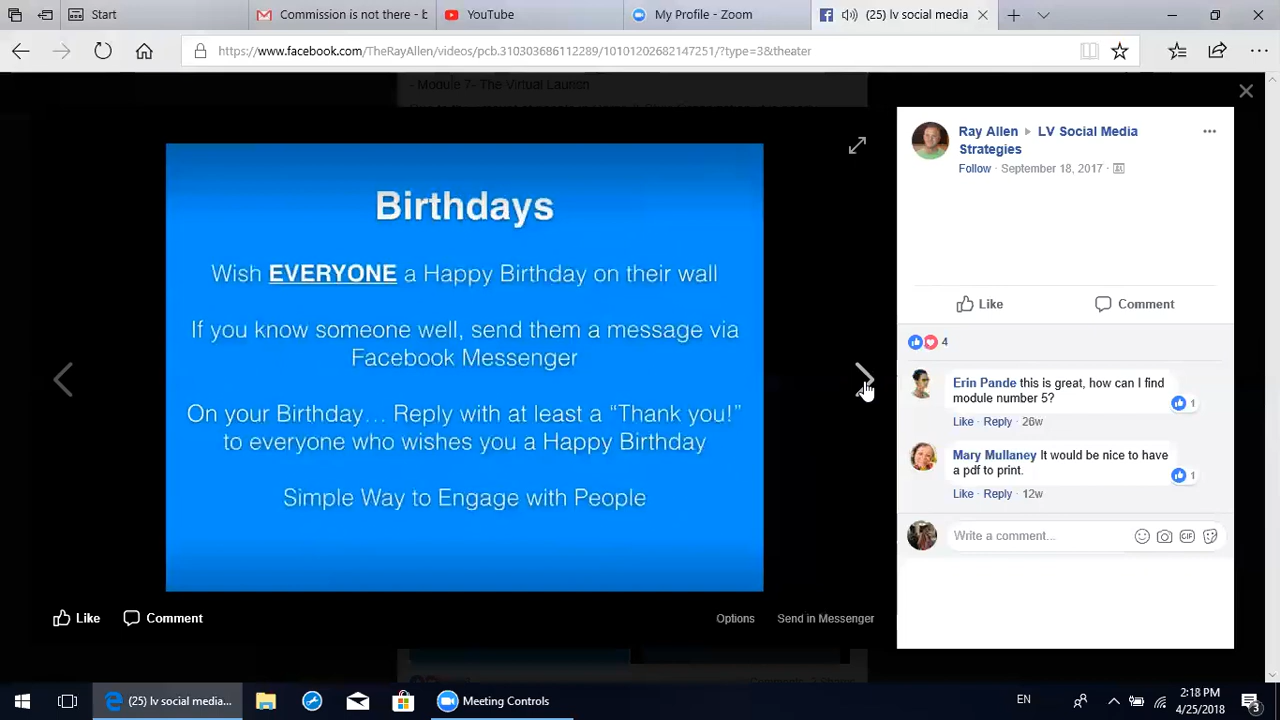 Start
Commission is not there - E
YouTube
My Profile - Zoom
(25) lv social media
https://www.facebook.com/TheRayAllen/videos/pcb.310303686112289/10101202682147251/?type=3&theater
- Module 7- The Virtual Launch
Birthdays
Wish EVERYONE a Happy Birthday on their wall
If you know someone well, send them a message via
Facebook Messenger
On your Birthday… Reply with at least a “Thank you!”
to everyone who wishes you a Happy Birthday
Simple Way to Engage with People
Like
Comment
Options
Send in Messenger
Ray Allen LV Social Media
Strategies
Follow · September 18, 2017 ·
Like
Comment
4
Erin Pande this is great, how can I find
module number 5?
1
Like · Reply · 26w
Mary Mullaney It would be nice to have
a pdf to print.
1
Like · Reply · 12w
Write a comment...
GIF
(25) lv social media...
Meeting Controls
EN
2:18 PM
4/25/2018
3